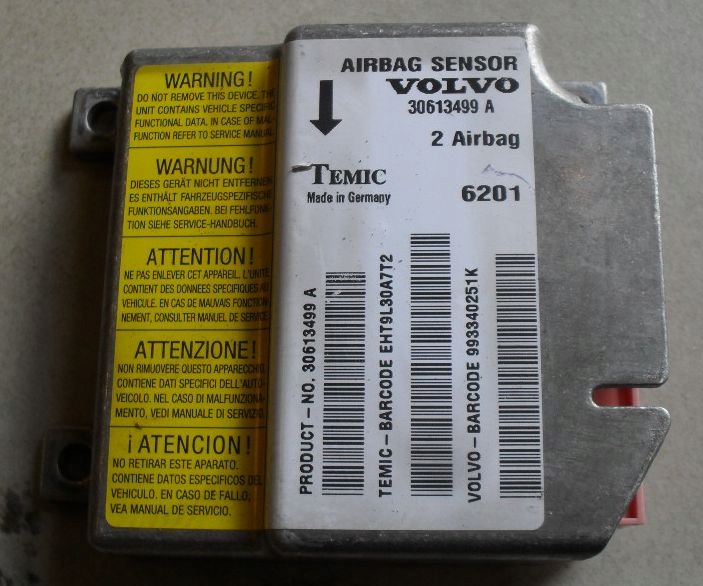 WARNING!
DO NOT REMOVE THIS DEVICE. THE
UNIT CONTAINS VEHICLE SPECIFIC
FUNCTIONAL DATA. IN CASE OF MAL-
FUNCTION REFER TO SERVICE MANUAL
WARNUNG!
DIESES GERÄT NICHT ENTFERNEN
ES ENTHÄLT FAHRZEUGSPEZIFISCHE
FUNKTIONSANGABEN. BEI FEHLFUNK-
TION SIEHE SERVICE-HANDBUCH.
ATTENTION!
NE PAS ENLEVER CET APPAREIL. L'UNITE
CONTIENT DES DONNEES SPECIFIQUES AU
VEHICULE. EN CAS DE MAUVAIS FONCTION-
NEMENT, CONSULTER MANUEL DE SERVICE
ATTENZIONE!
NON RIMUOVERE QUESTO APPARECCHIO
CONTIENE DATI SPECIFICI DELL'AUTO-
VEICOLO. NEL CASO DI MALFUNZIONA-
MENTO, VEDI MANUALE DI SERVIZIO
¡ATENCION!
NO RETIRAR ESTE APARATO.
CONTIENE DATOS ESPECIFICOS DEL
VEHICULO. EN CASO DE FALLO,
VEA MANUAL DE SERVICIO.
AIRBAG SENSOR
VOLVO
30613499 A
2 Airbag
TEMIC
Made in Germany
6201
PRODUCT-NO. 30613499 A
TEMIC-BARCODE EHT9L30A7T2
VOLVO-BARCODE 993340251K